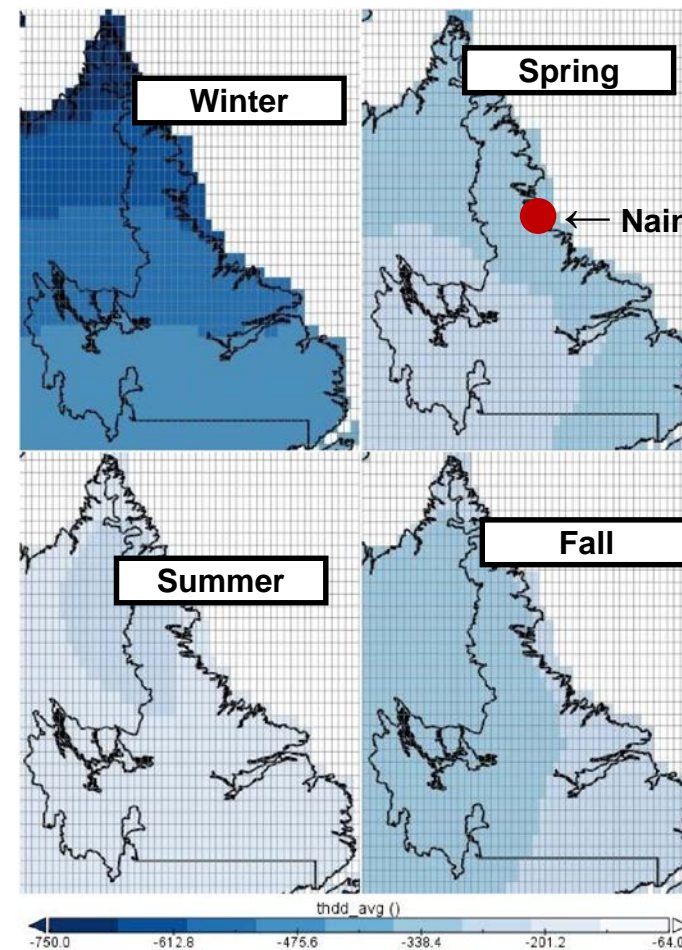 Winter
Spring
← Nain
Summer
Fall
thdd_avg ()
-750.0 -612.8 -475.6 -338.4 -201.2 -64.0